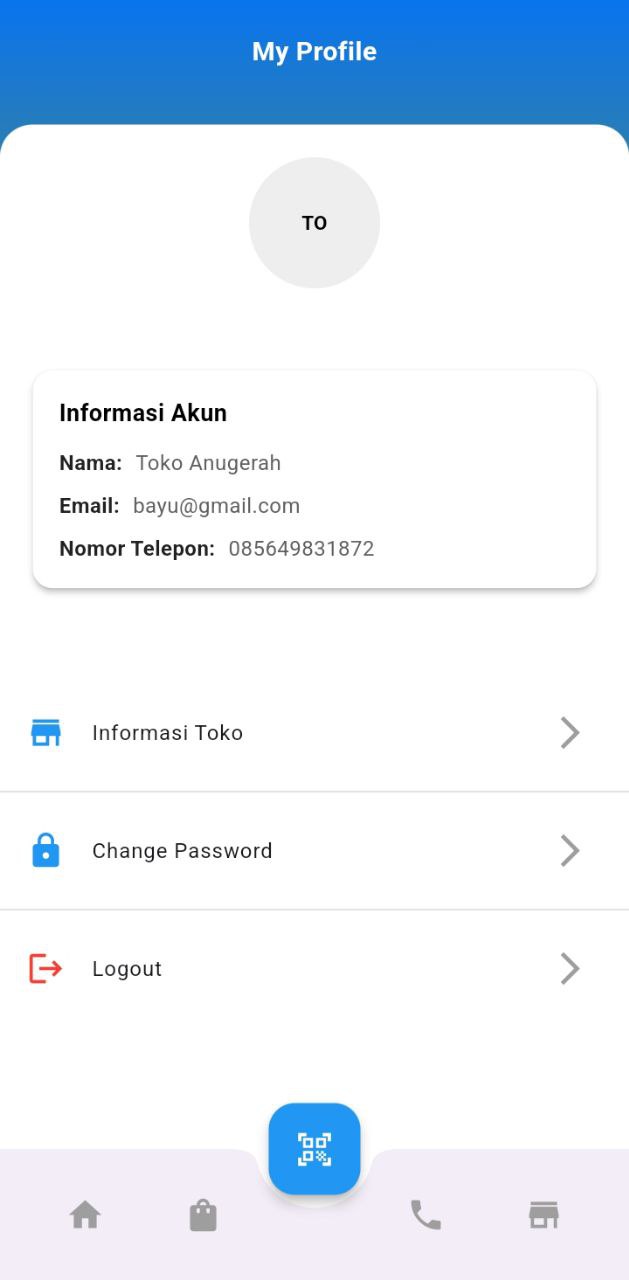 My Profile
TO
Informasi Akun
Nama: Toko Anugerah
Email: bayu@gmail.com
Nomor Telepon: 085649831872
Informasi Toko
Change Password
Logout